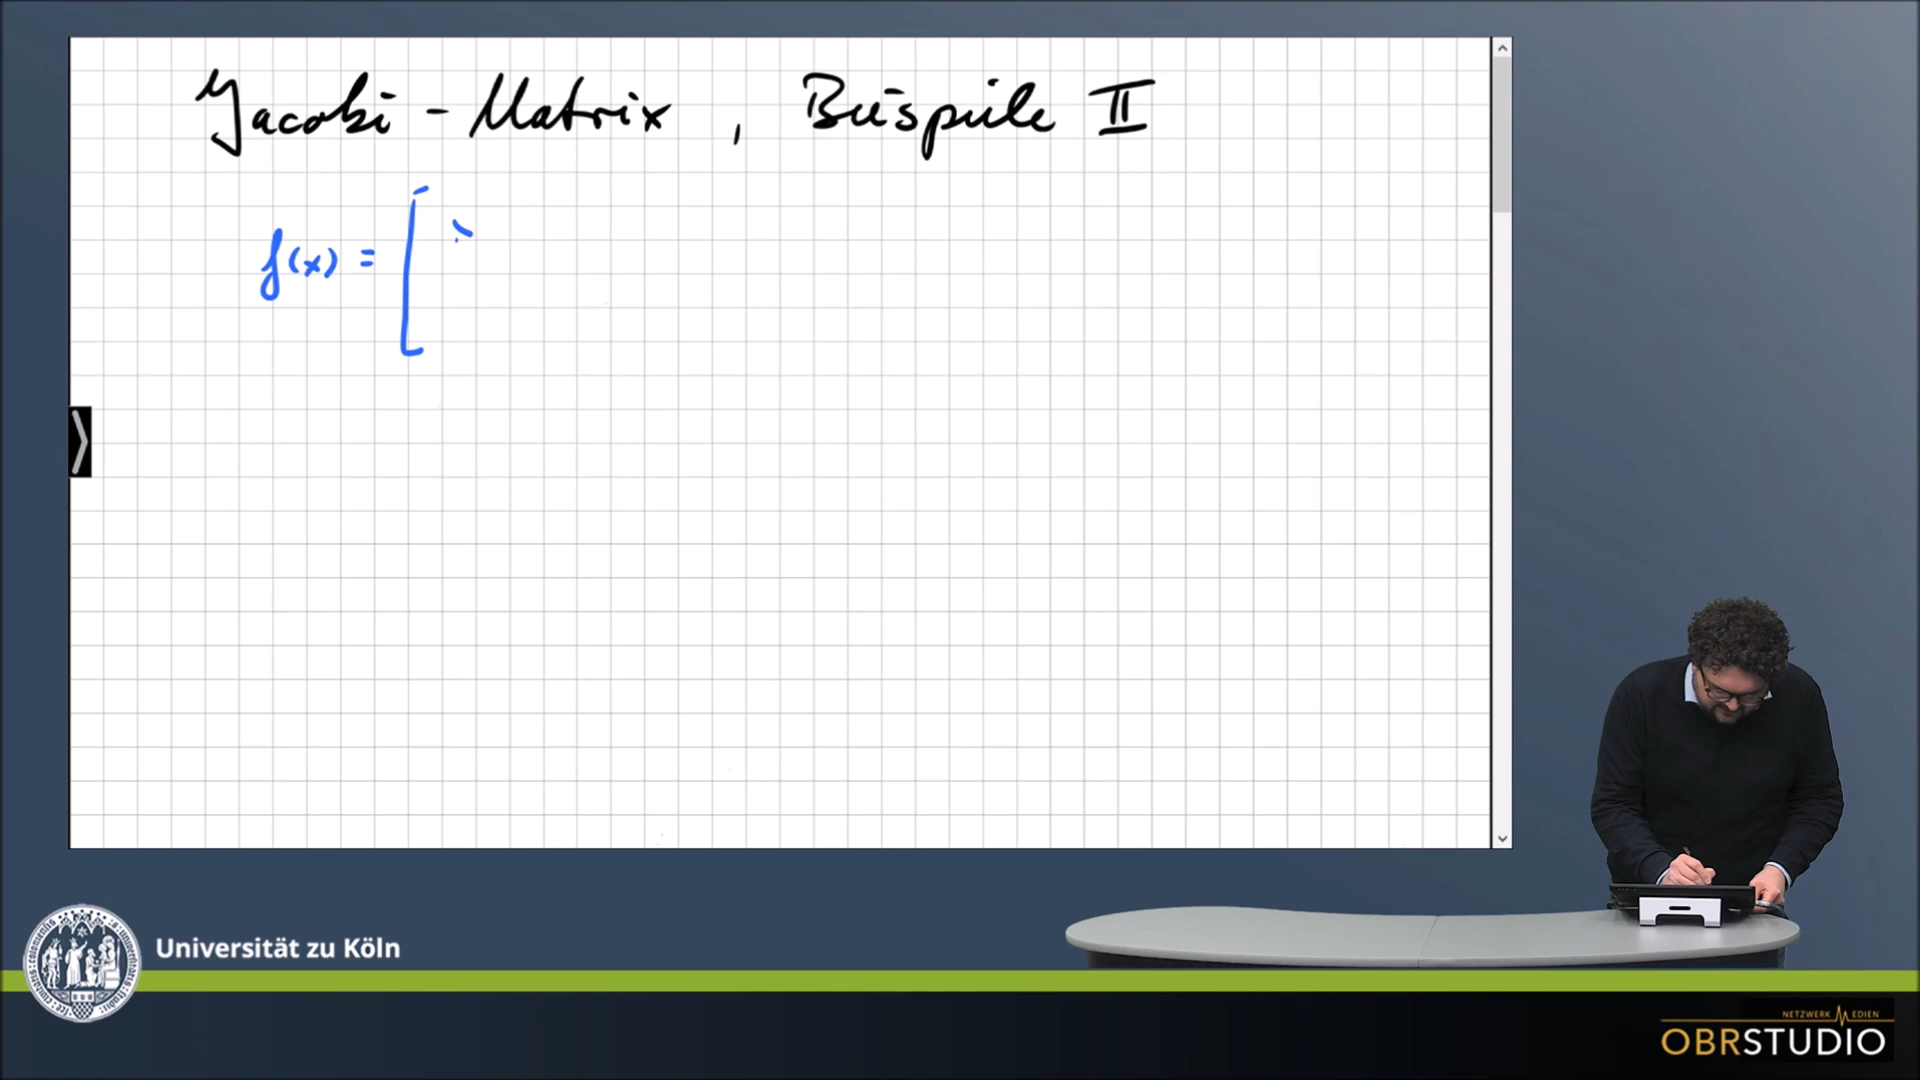 Jacobi-Matrix, Beispiele II
f(x) = [
Universität zu Köln
NETZWERK MEDIEN
OBRSTUDIO